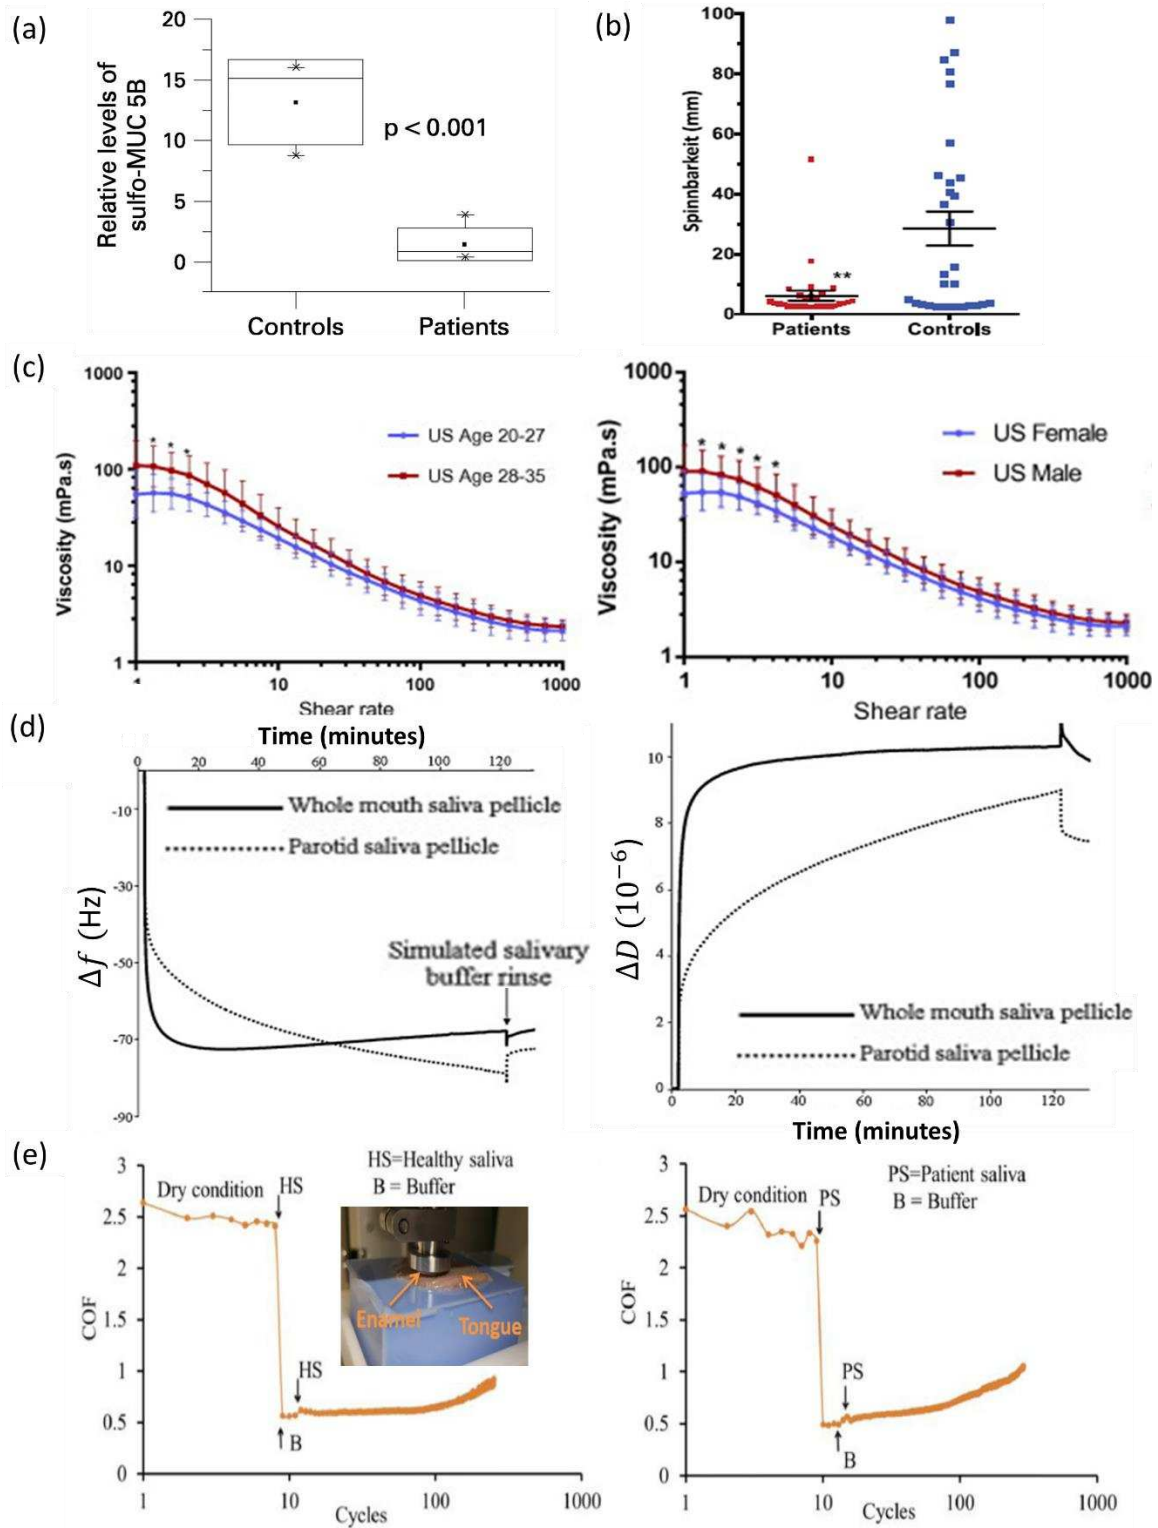 (a)
20
15
10
5
0
Relative levels of
sulfo-MUC 5B
p < 0.001
Controls
Patients
(b)
100
80
60
40
20
0
Spinnbarkeit (mm)
**
Patients
Controls
(c)
1000
100
10
1
Viscosity (mPa.s)
* * *
US Age 20-27
US Age 28-35
1
10
100
1000
Shear rate
1000
100
10
1
Viscosity (mPa.s)
* * * * * *
US Female
US Male
1
10
100
1000
Shear rate
(d)
Time (minutes)
0
20
40
60
80
100
120
-10
-30
-50
-70
-90
Δf (Hz)
Whole mouth saliva pellicle
Parotid saliva pellicle
Simulated salivary
buffer rinse
10
8
6
4
2
0
ΔD (10⁻⁶)
Whole mouth saliva pellicle
Parotid saliva pellicle
0
20
40
60
80
100
120
Time (minutes)
(e)
3
2.5
2
1.5
1
0.5
0
COF
Dry condition
HS
HS=Healthy saliva
B = Buffer
Enamel
Tongue
HS
B
1
10
100
1000
Cycles
3
2.5
2
1.5
1
0.5
0
COF
Dry condition
PS
PS=Patient saliva
B = Buffer
PS
B
1
10
100
1000
Cycles